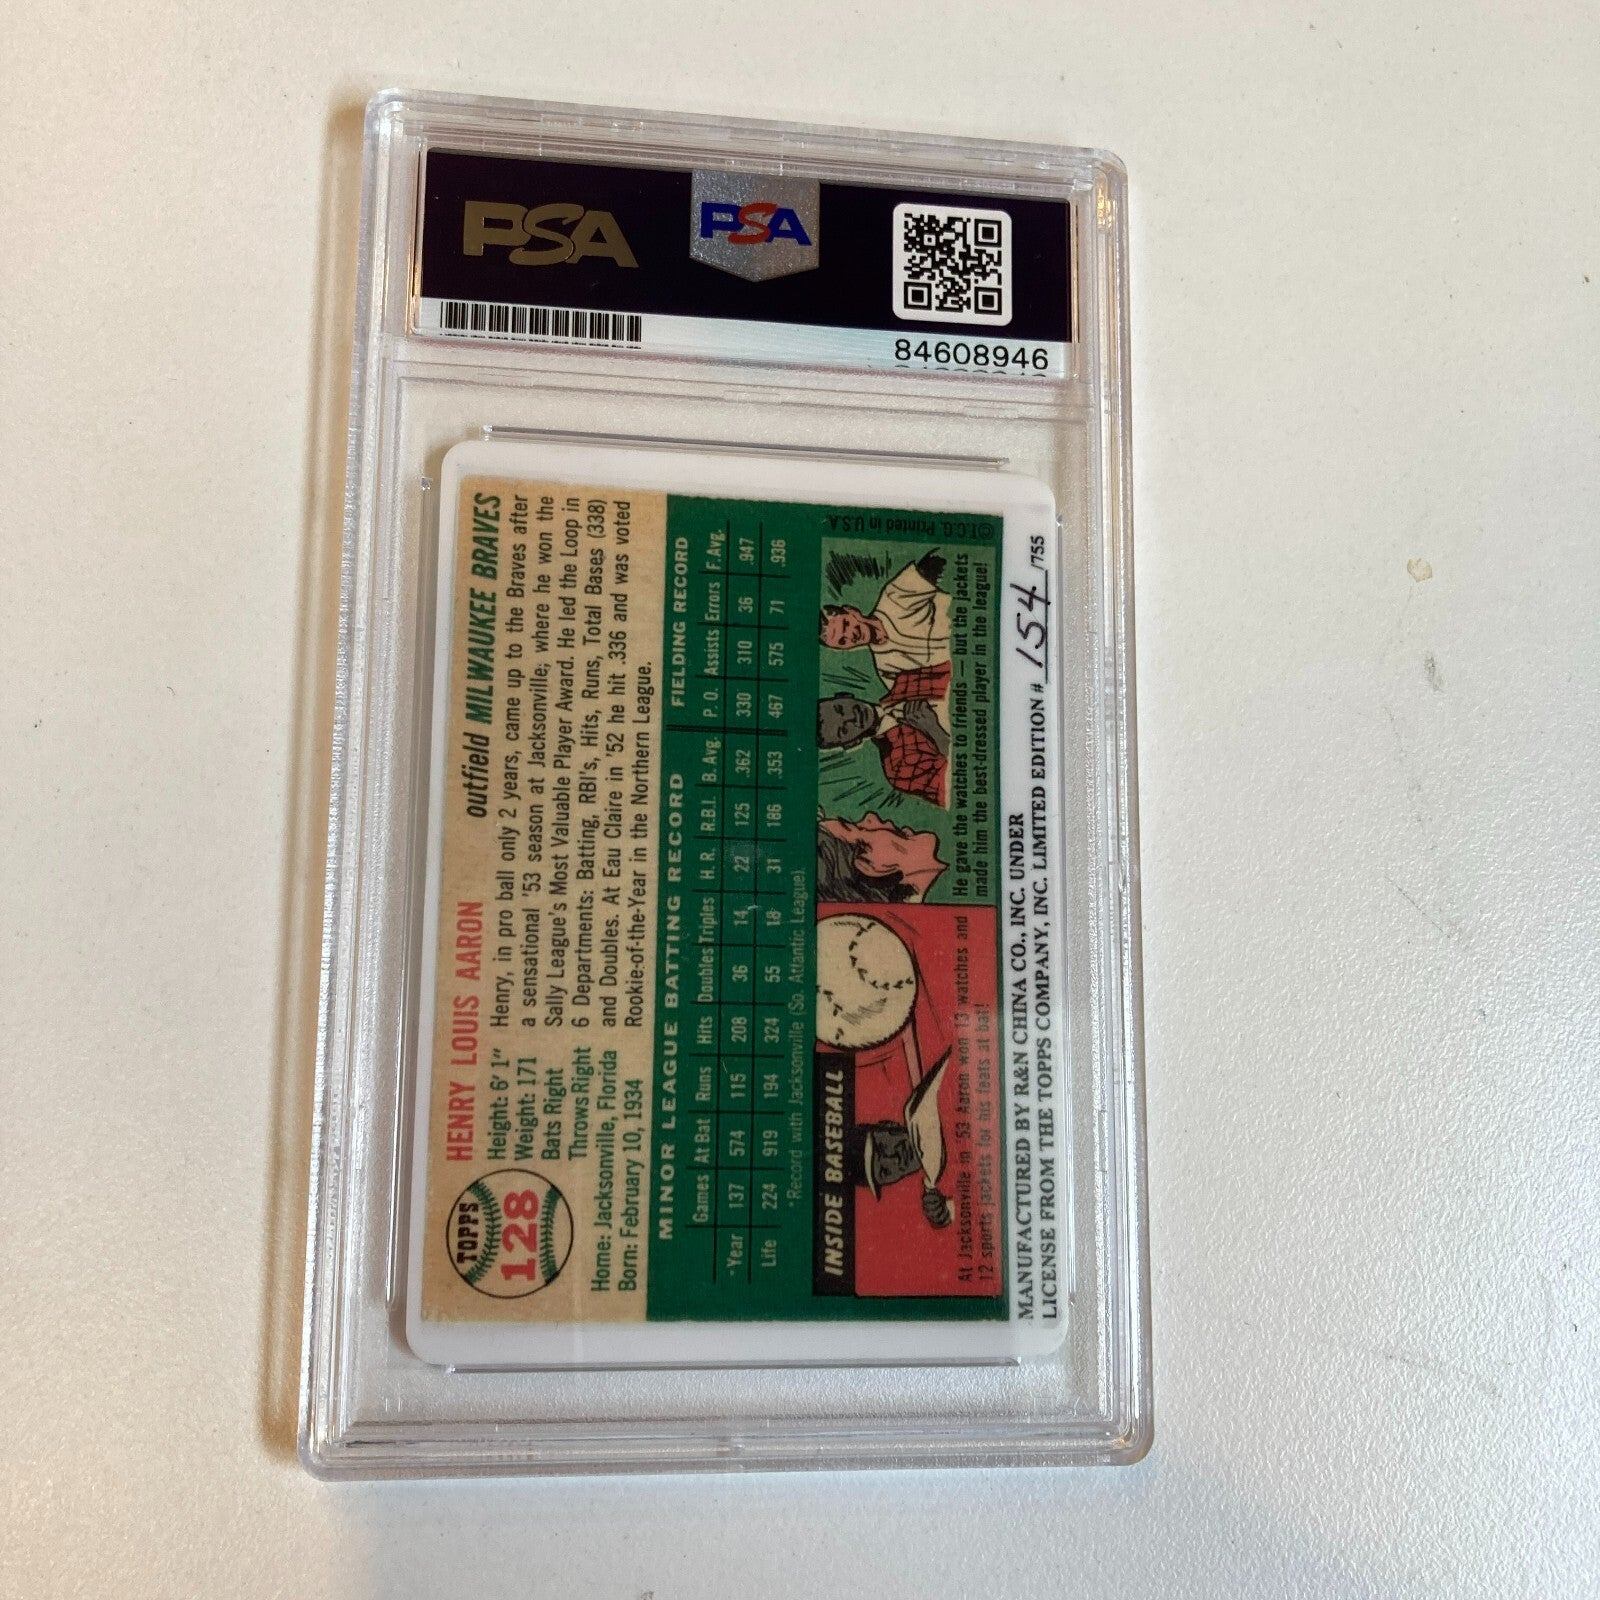 PSA
PSA
84608946
TOPPS
128
HENRY LOUIS AARON
outfield MILWAUKEE BRAVES
Height: 6' 1"
Weight: 171
Bats Right
Throws Right
Home: Jacksonville, Florida
Born: February 10, 1934
Henry, in pro ball only 2 years, came up to the Braves after
a sensational '53 season at Jacksonville, where he won the
Sally League's Most Valuable Player Award. He led the Loop in
6 Departments: Batting, RBI's, Hits, Runs, Total Bases (338)
and Doubles. At Eau Claire in '52 he hit .336 and was voted
Rookie-of-the-Year in the Northern League.
MINOR LEAGUE BATTING RECORD FIELDING RECORD
Games At Bat Runs Hits Doubles Triples H. R. R.B.I. B. Avg. P. O. Assists Errors F. Avg.
*Year 137 574 115 208 36 14 22 125 .362 330 310 36 .947
Life 224 919 194 324 55 18 31 186 .353 467 575 71 .936
*Record with Jacksonville (So. Atlantic League).
INSIDE BASEBALL
At Jacksonville in '53 Aaron won 13 watches and
12 sports jackets for his feats at bat!
He gave the watches to friends — but the jackets
made him the best-dressed player in the league!
©T.C.G. Printed in U.S.A.
MANUFACTURED BY R&N CHINA CO., INC. UNDER
LICENSE FROM THE TOPPS COMPANY, INC. LIMITED EDITION # 154 /755